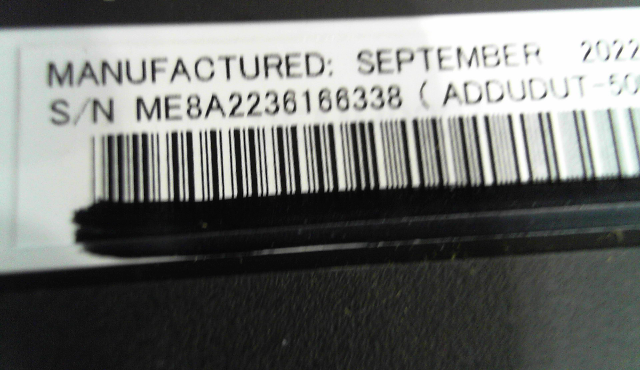 MANUFACTURED: SEPTEMBER 2022
S/N ME8A2236166338 ( ADDUDUT-50